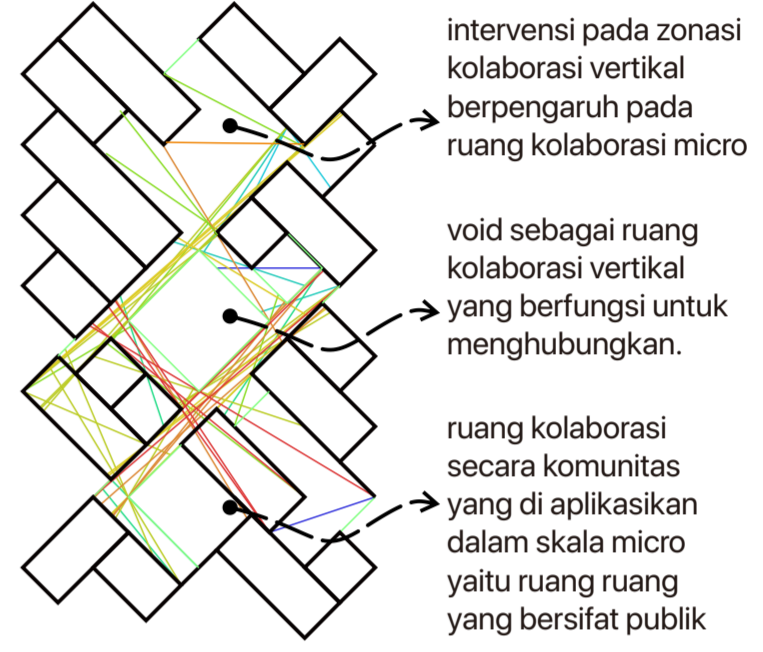 intervensi pada zonasi
kolaborasi vertikal
berpengaruh pada
ruang kolaborasi micro
void sebagai ruang
kolaborasi vertikal
yang berfungsi untuk
menghubungkan.
ruang kolaborasi
secara komunitas
yang di aplikasikan
dalam skala micro
yaitu ruang ruang
yang bersifat publik